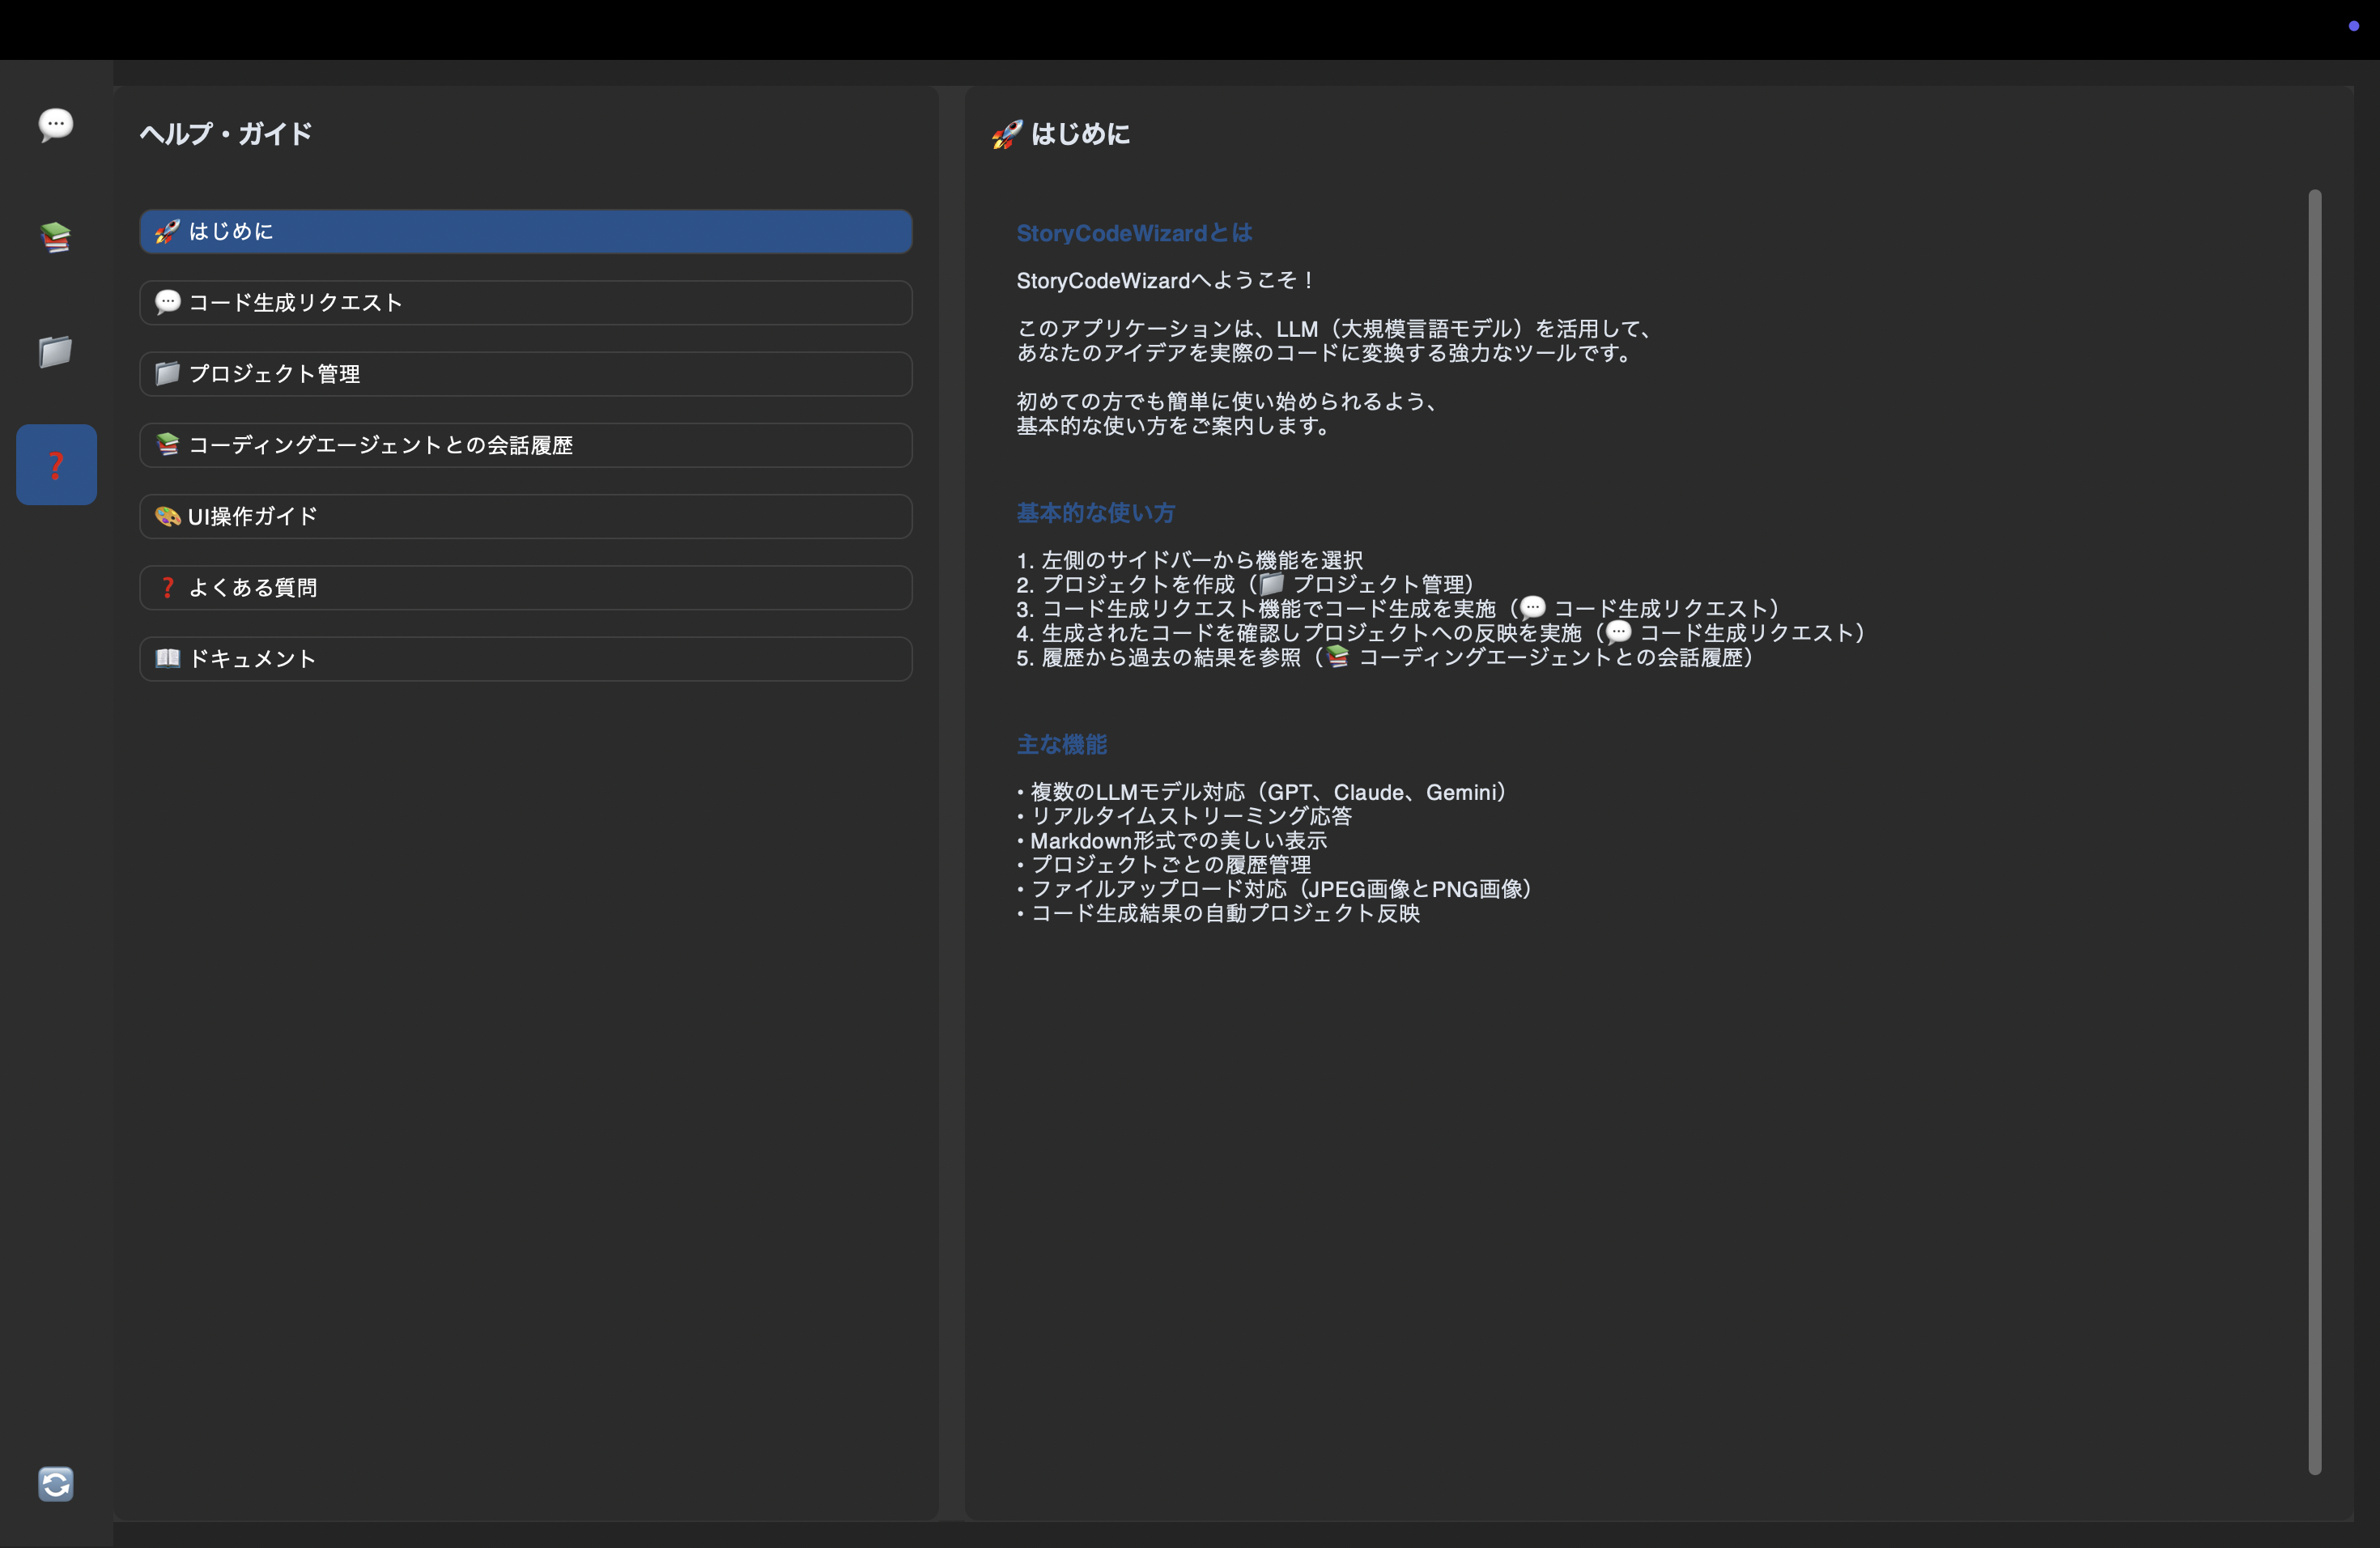 ヘルプ・ガイド
🚀 はじめに
💬 コード生成リクエスト
📁 プロジェクト管理
📚 コーディングエージェントとの会話履歴
🎨 UI操作ガイド
❓ よくある質問
📖 ドキュメント
🚀 はじめに
StoryCodeWizardとは
StoryCodeWizardへようこそ！
このアプリケーションは、LLM（大規模言語モデル）を活用して、
あなたのアイデアを実際のコードに変換する強力なツールです。
初めての方でも簡単に使い始められるよう、
基本的な使い方をご案内します。
基本的な使い方
1. 左側のサイドバーから機能を選択
2. プロジェクトを作成（📁 プロジェクト管理）
3. コード生成リクエスト機能でコード生成を実施（💬 コード生成リクエスト）
4. 生成されたコードを確認しプロジェクトへの反映を実施（💬 コード生成リクエスト）
5. 履歴から過去の結果を参照（📚 コーディングエージェントとの会話履歴）
主な機能
• 複数のLLMモデル対応（GPT、Claude、Gemini）
• リアルタイムストリーミング応答
• Markdown形式での美しい表示
• プロジェクトごとの履歴管理
• ファイルアップロード対応（JPEG画像とPNG画像）
• コード生成結果の自動プロジェクト反映